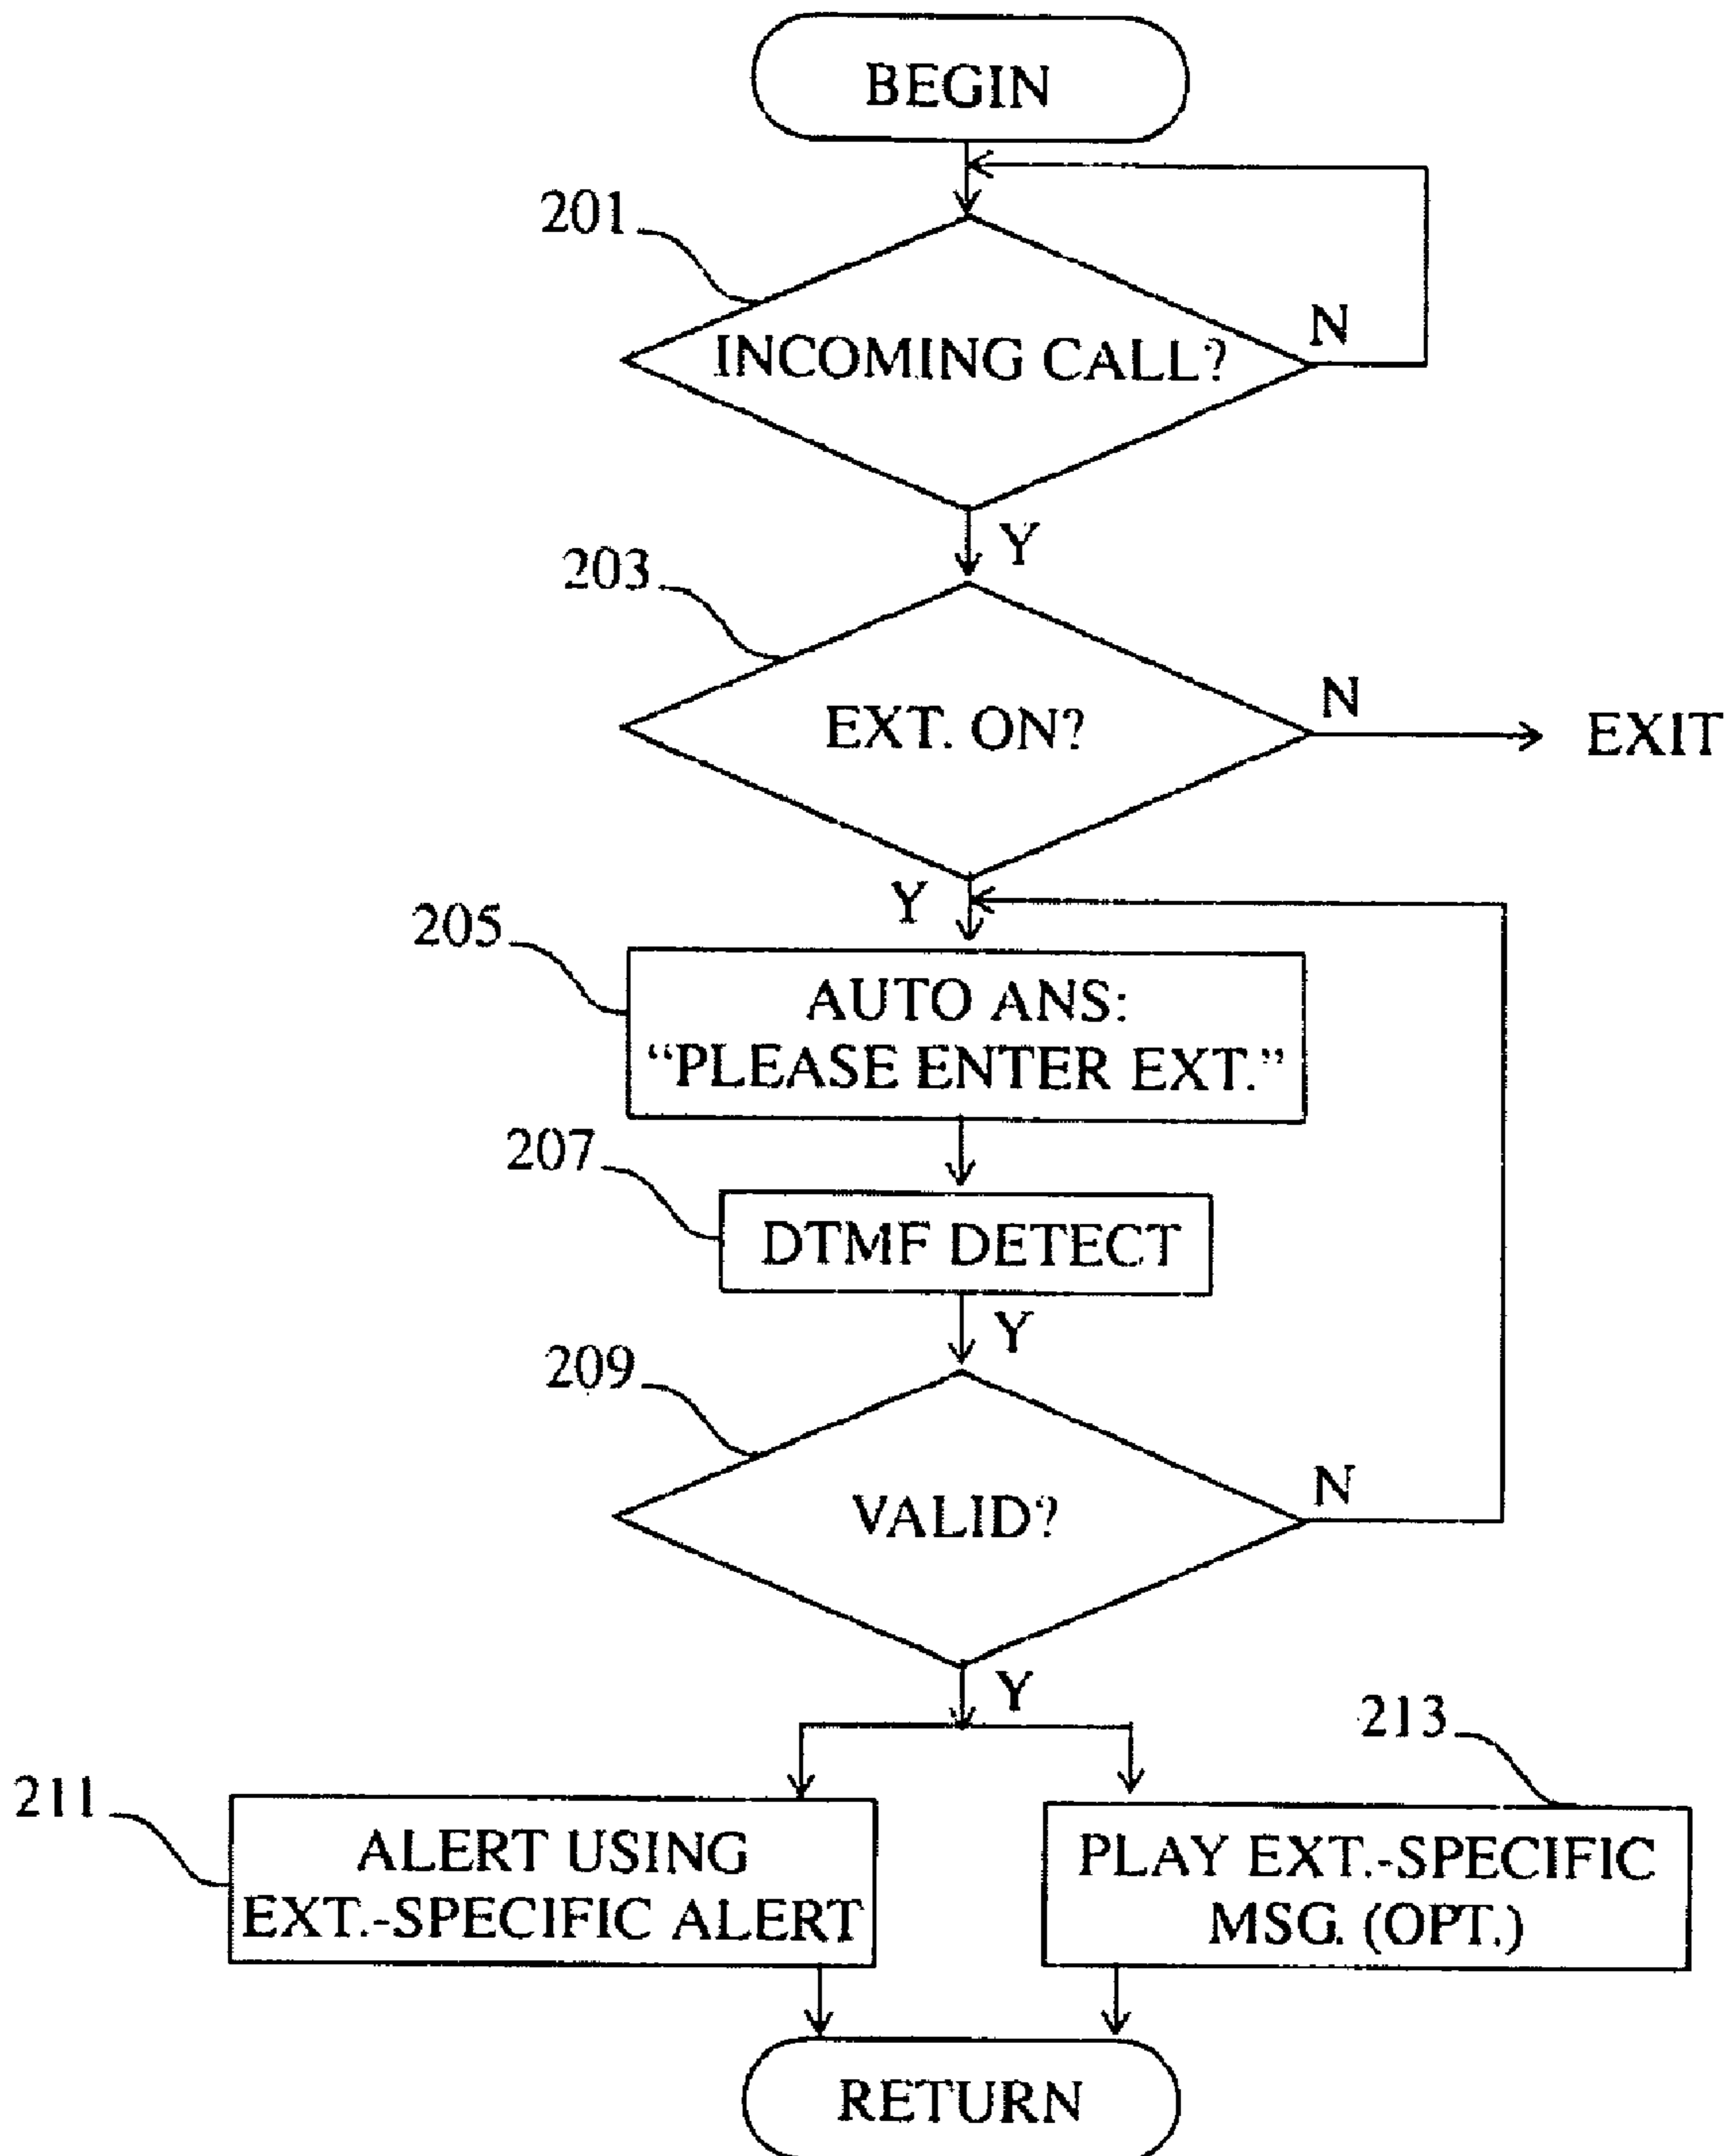 BEGIN
201
INCOMING CALL?
N
Y
203
EXT. ON?
N
EXIT
Y
205
AUTO ANS:
“PLEASE ENTER EXT.”
207
DTMF DETECT
Y
209
VALID?
N
Y
213
211
ALERT USING
EXT.-SPECIFIC ALERT
PLAY EXT.-SPECIFIC
MSG. (OPT.)
RETURN